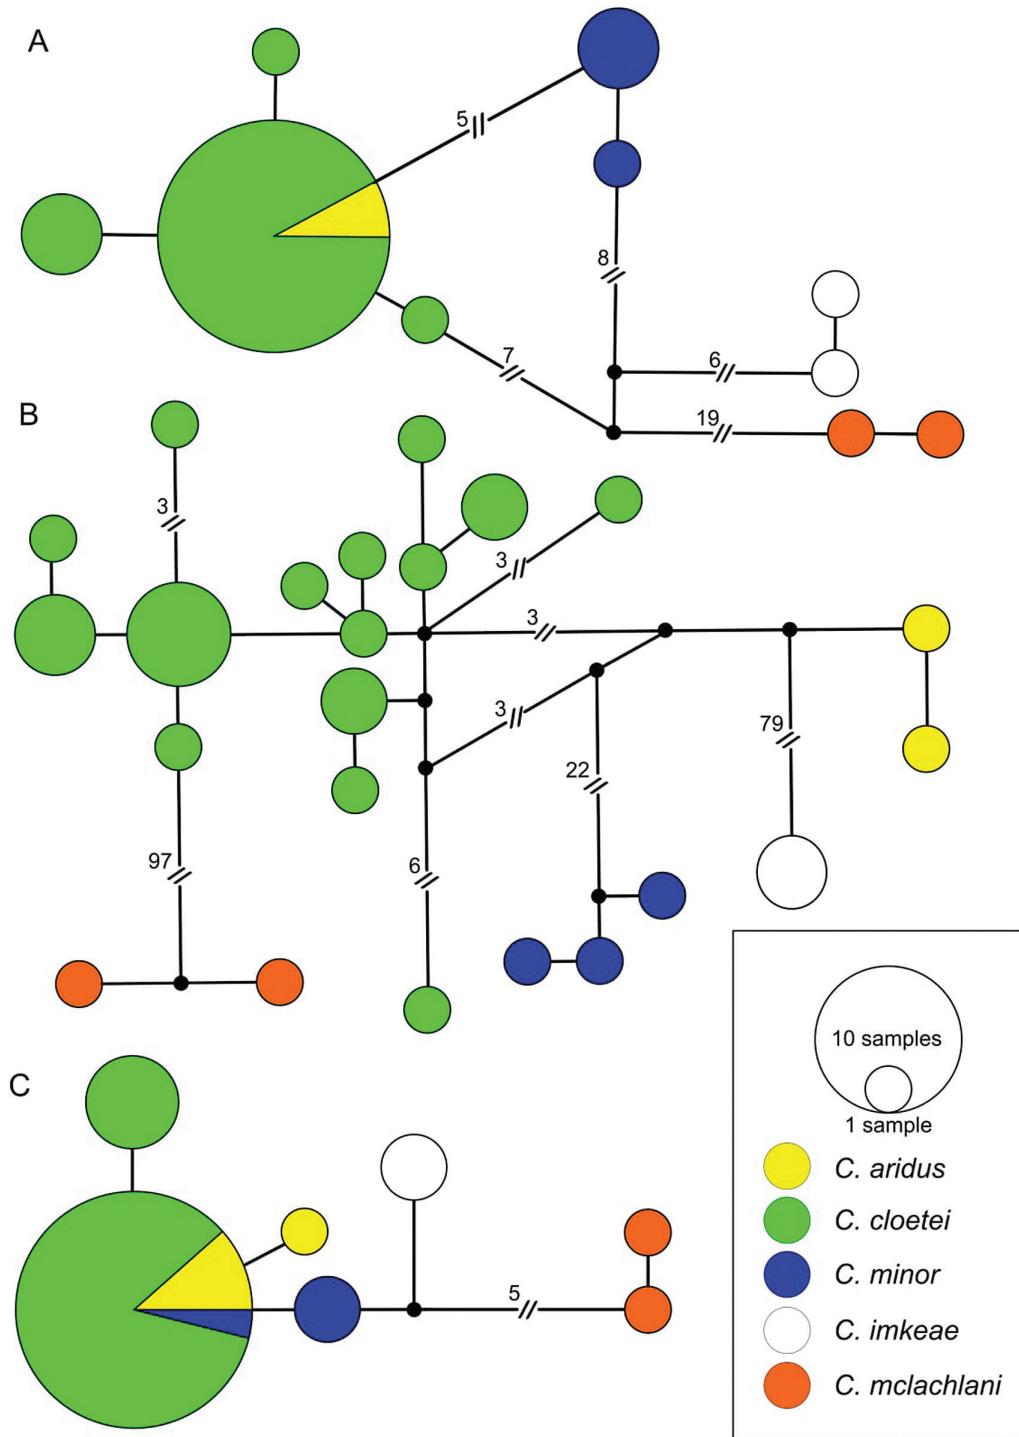 A
5
8
7
6
19
B
3
3
3
3
79
22
97
6
C
5
10 samples
1 sample
C. aridus
C. cloetei
C. minor
C. imkeae
C. mclachlani